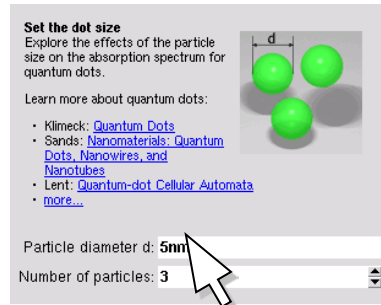 Set the dot size
Explore the effects of the particle
size on the absorption spectrum for
quantum dots.
d
Learn more about quantum dots:
· Klimeck: Quantum Dots
· Sands: Nanomaterials: Quantum
Dots, Nanowires, and
Nanotubes
· Lent: Quantum-dot Cellular Automata
· more...
Particle diameter d: 5nm
Number of particles: 3